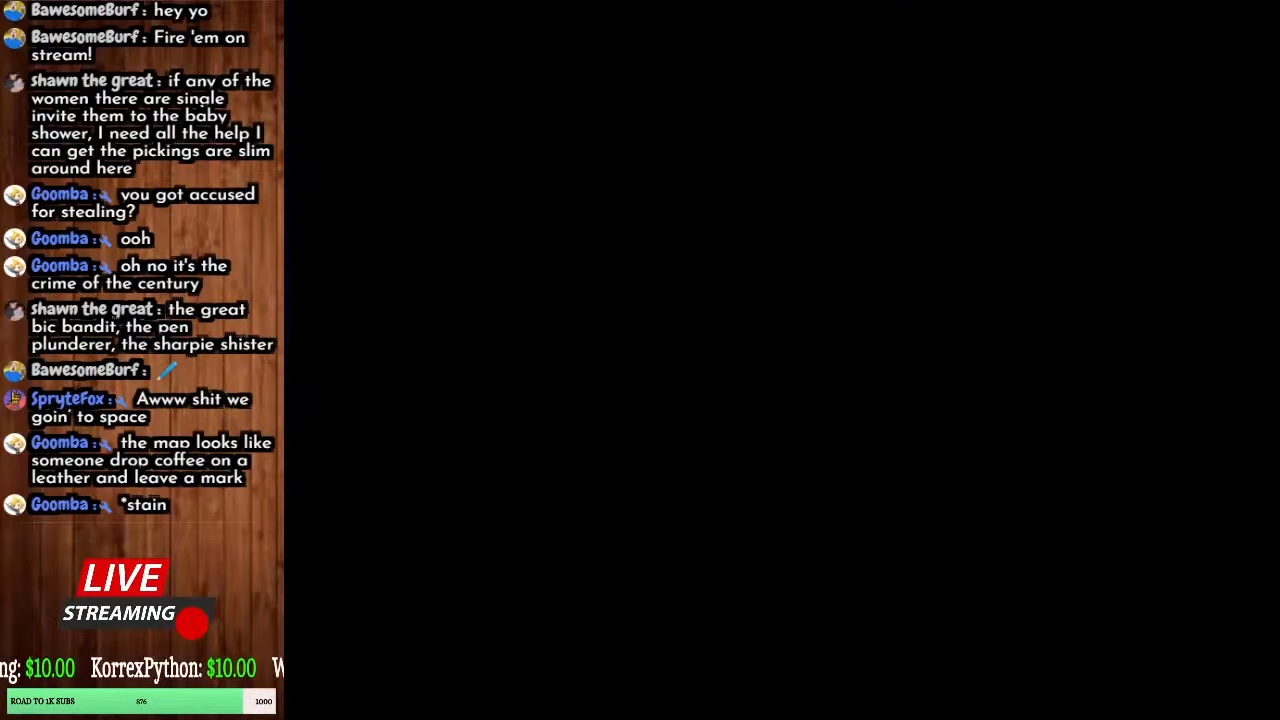 BawesomeBurf : hey yo
BawesomeBurf : Fire 'em on
stream!
shawn the great : if any of the
women there are single
invite them to the baby
shower, I need all the help I
can get the pickings are slim
around here
Goomba : you got accused
for stealing?
Goomba : ooh
Goomba : oh no it's the
crime of the century
shawn the great : the great
bic bandit, the pen
plunderer, the sharpie shister
BawesomeBurf :
SpryteFox : Awww shit we
goin' to space
Goomba : the map looks like
someone drop coffee on a
leather and leave a mark
Goomba : *stain
LIVE
STREAMING
ng: $10.00 KorrexPython: $10.00 W
ROAD TO 1K SUBS 876 1000